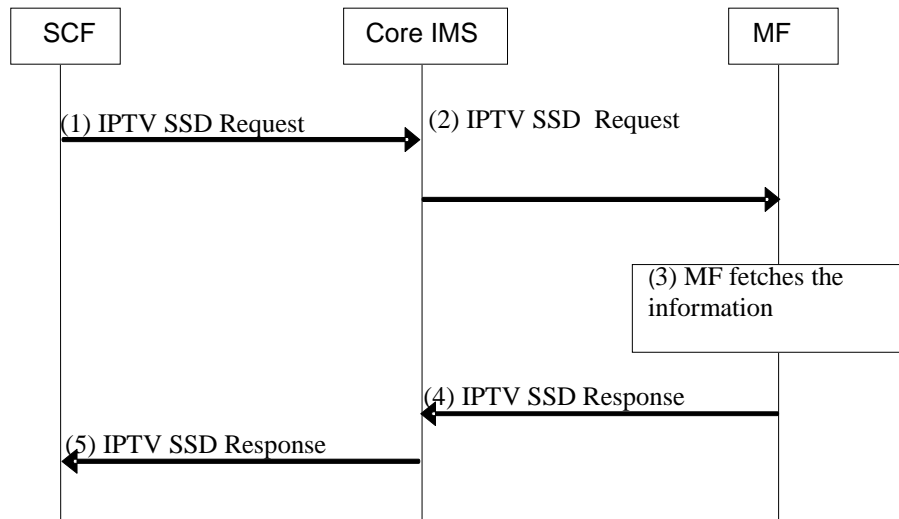 SCF
Core IMS
MF
(1) IPTV SSD Request
(2) IPTV SSD  Request
(3) MF fetches the
information
(4) IPTV SSD Response
(5) IPTV SSD Response